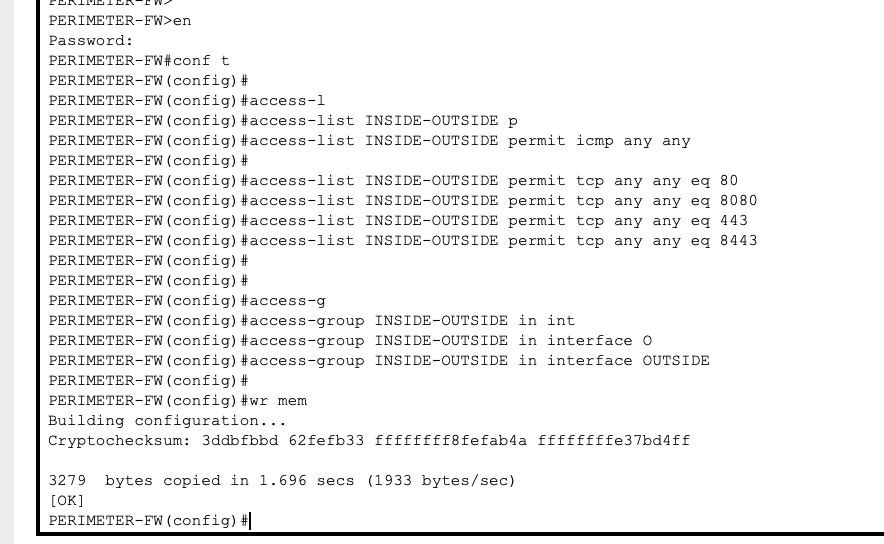 PERIMETER-FW>
PERIMETER-FW>en
Password:
PERIMETER-FW#conf t
PERIMETER-FW(config)#
PERIMETER-FW(config)#access-l
PERIMETER-FW(config)#access-list INSIDE-OUTSIDE p
PERIMETER-FW(config)#access-list INSIDE-OUTSIDE permit icmp any any
PERIMETER-FW(config)#
PERIMETER-FW(config)#access-list INSIDE-OUTSIDE permit tcp any any eq 80
PERIMETER-FW(config)#access-list INSIDE-OUTSIDE permit tcp any any eq 8080
PERIMETER-FW(config)#access-list INSIDE-OUTSIDE permit tcp any any eq 443
PERIMETER-FW(config)#access-list INSIDE-OUTSIDE permit tcp any any eq 8443
PERIMETER-FW(config)#
PERIMETER-FW(config)#
PERIMETER-FW(config)#access-g
PERIMETER-FW(config)#access-group INSIDE-OUTSIDE in int
PERIMETER-FW(config)#access-group INSIDE-OUTSIDE in interface O
PERIMETER-FW(config)#access-group INSIDE-OUTSIDE in interface OUTSIDE
PERIMETER-FW(config)#
PERIMETER-FW(config)#wr mem
Building configuration...
Cryptochecksum: 3ddbfbbd 62fefb33 ffffffff8fefab4a ffffffffe37bd4ff
3279 bytes copied in 1.696 secs (1933 bytes/sec)
[OK]
PERIMETER-FW(config)#